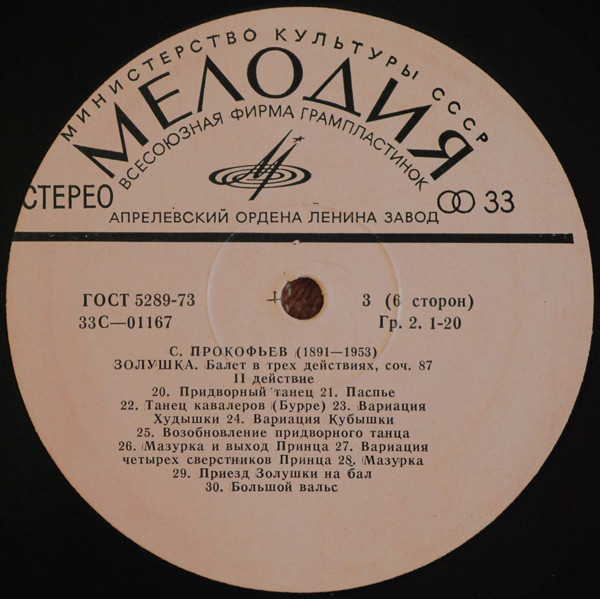 МИНИСТЕРСТВО КУЛЬТУРЫ СССР
МЕЛОДИЯ
ВСЕСОЮЗНАЯ ФИРМА ГРАМПЛАСТИНОК
СТЕРЕО
33
АПРЕЛЕВСКИЙ ОРДЕНА ЛЕНИНА ЗАВОД
ГОСТ 5289-73
3 (6 сторон)
33С—01167
Гр. 2. 1-20
С. ПРОКОФЬЕВ (1891—1953)
ЗОЛУШКА. Балет в трех действиях, соч. 87
II действие
20. Придворный танец 21. Паспье
22. Танец кавалеров (Бурре) 23. Вариация
Худышки 24. Вариация Кубышки
25. Возобновление придворного танца
26. Мазурка и выход Принца 27. Вариация
четырех сверстников Принца 28. Мазурка
29. Приезд Золушки на бал
30. Большой вальс